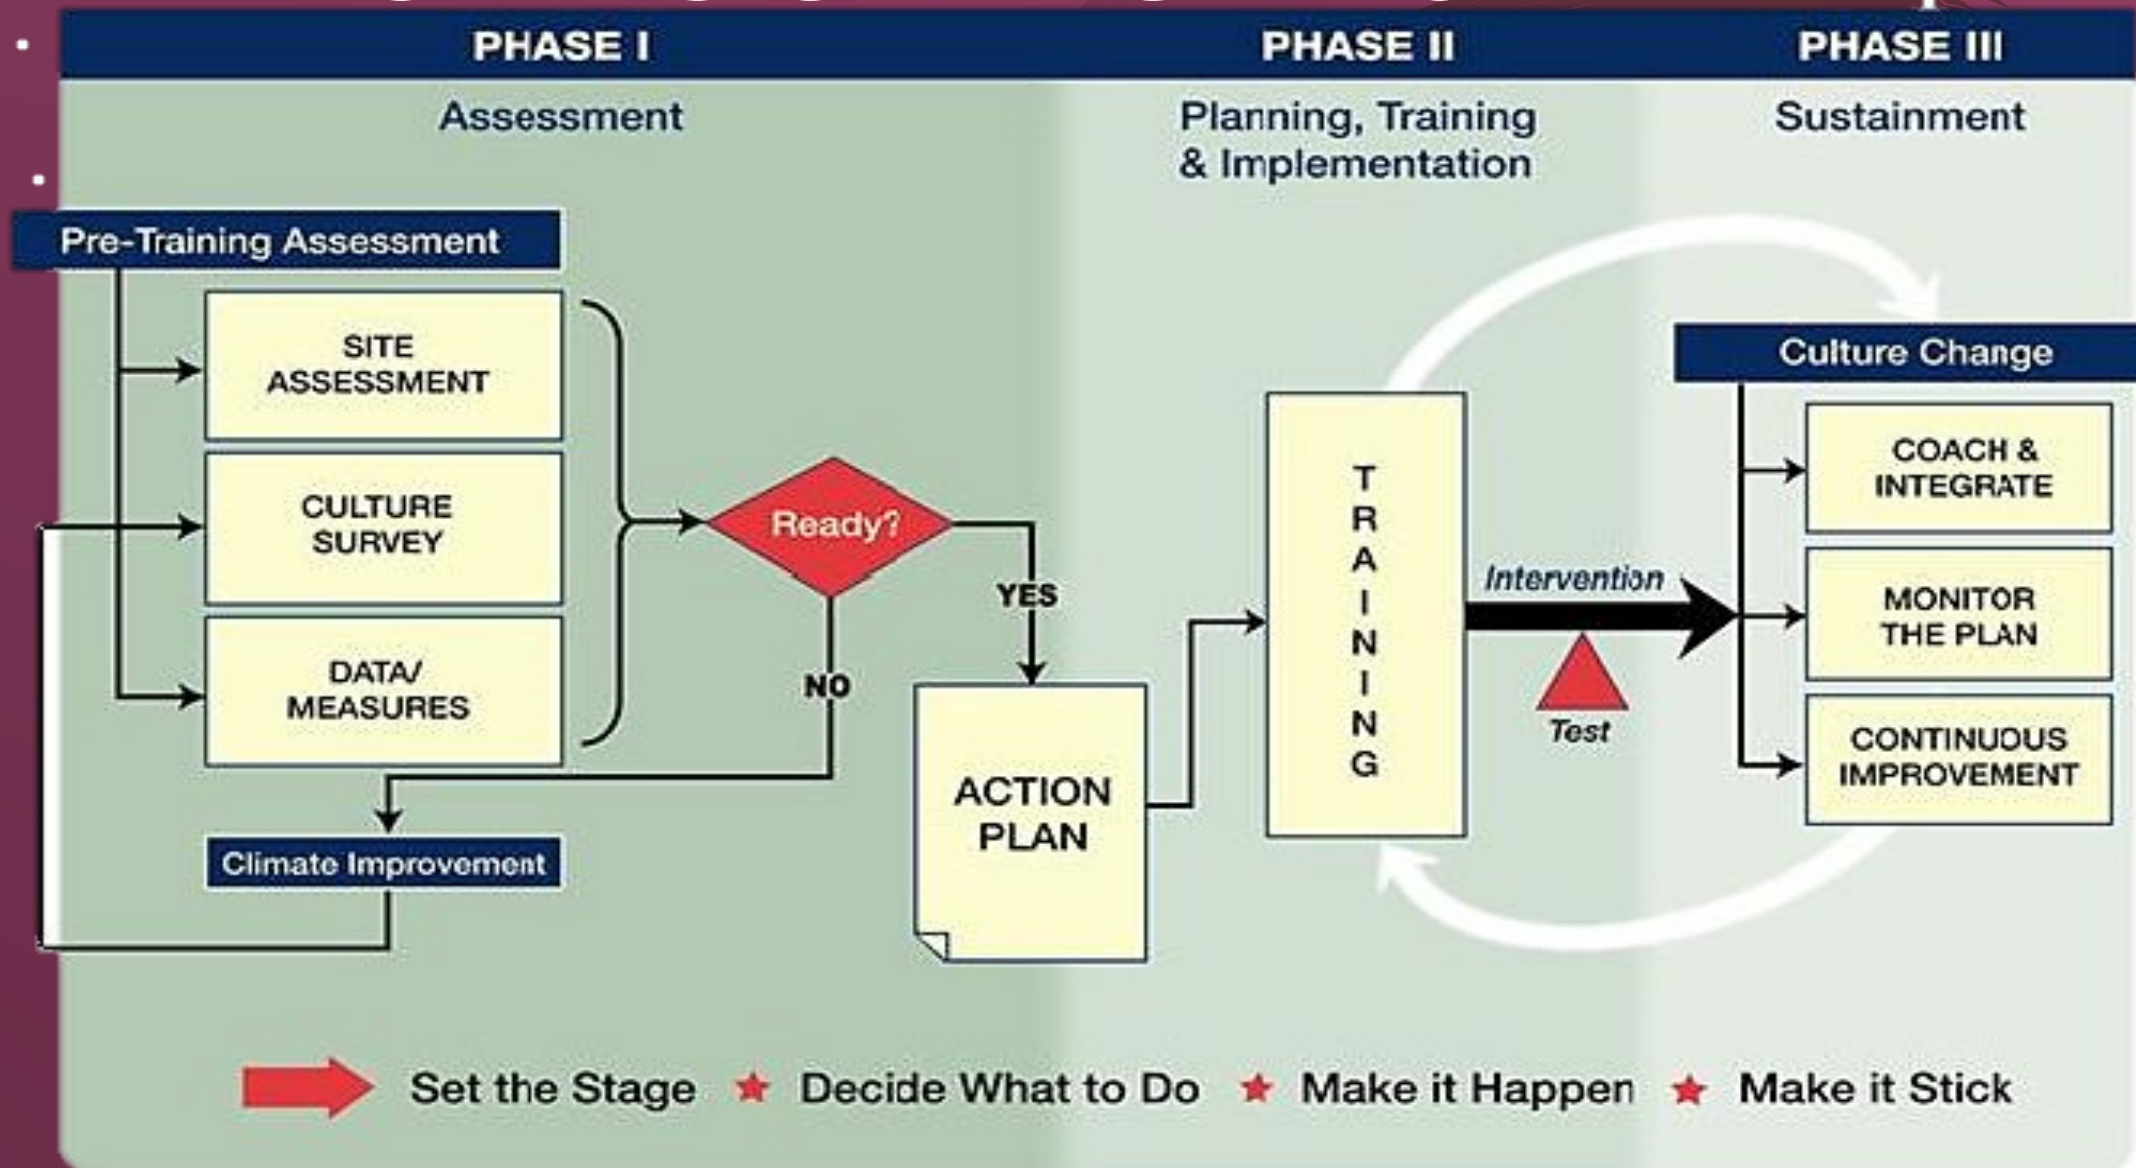 PHASE I
PHASE II
PHASE III
Assessment
Planning, Training
& Implementation
Sustainment
Pre-Training Assessment
SITE
ASSESSMENT
CULTURE
SURVEY
DATA/
MEASURES
Ready?
YES
NO
Climate Improvement
ACTION
PLAN
T
R
A
I
N
I
N
G
Intervention
Test
Culture Change
COACH &
INTEGRATE
MONITOR
THE PLAN
CONTINUOUS
IMPROVEMENT
Set the Stage ★ Decide What to Do ★ Make it Happen ★ Make it Stick